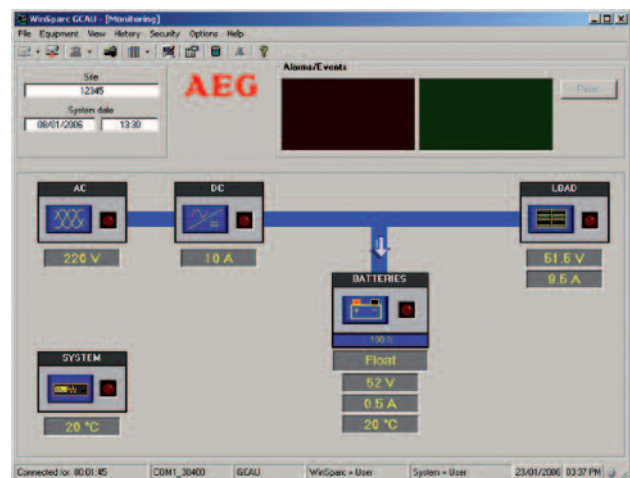 WinSparc GCAU - [Monitoring]
File Equipment View History Security Options Help
Site
12345
System date
08/01/2006 13:30
AEG
Alarms/Events
Reset
AC
220 V
DC
10 A
LOAD
51.5 V
9.5 A
BATTERIES
100 %
Float
52 V
0.5 A
20 °C
SYSTEM
20 °C
Connected for 00:01:45 COM1_38400 GCAU WinSparc = User System = User 23/01/2006 03:37 PM